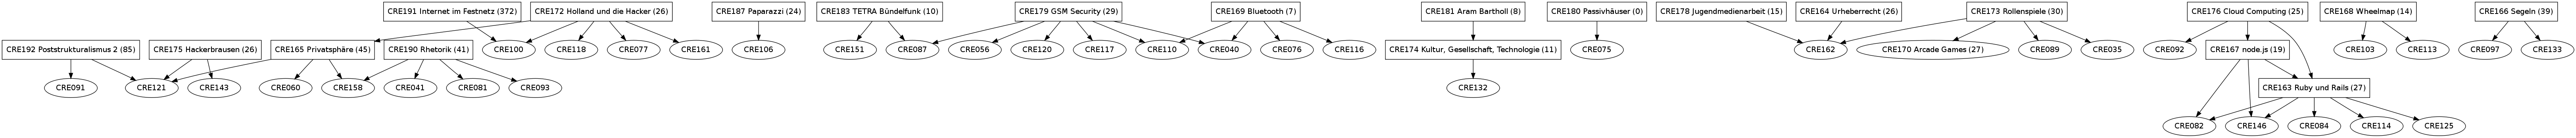 CRE191 Internet im Festnetz (372)
CRE172 Holland und die Hacker (26)
CRE187 Paparazzi (24)
CRE183 TETRA Bündelfunk (10)
CRE179 GSM Security (29)
CRE169 Bluetooth (7)
CRE181 Aram Bartholl (8)
CRE180 Passivhäuser (0)
CRE178 Jugendmedienarbeit (15)
CRE164 Urheberrecht (26)
CRE173 Rollenspiele (30)
CRE176 Cloud Computing (25)
CRE168 Wheelmap (14)
CRE166 Segeln (39)
CRE192 Poststrukturalismus 2 (85)
CRE175 Hackerbrausen (26)
CRE165 Privatsphäre (45)
CRE190 Rhetorik (41)
CRE100
CRE118
CRE077
CRE161
CRE106
CRE151
CRE087
CRE056
CRE120
CRE117
CRE110
CRE040
CRE076
CRE116
CRE174 Kultur, Gesellschaft, Technologie (11)
CRE075
CRE162
CRE170 Arcade Games (27)
CRE089
CRE035
CRE092
CRE167 node.js (19)
CRE103
CRE113
CRE097
CRE133
CRE091
CRE121
CRE143
CRE060
CRE158
CRE041
CRE081
CRE093
CRE132
CRE163 Ruby und Rails (27)
CRE082
CRE146
CRE084
CRE114
CRE125